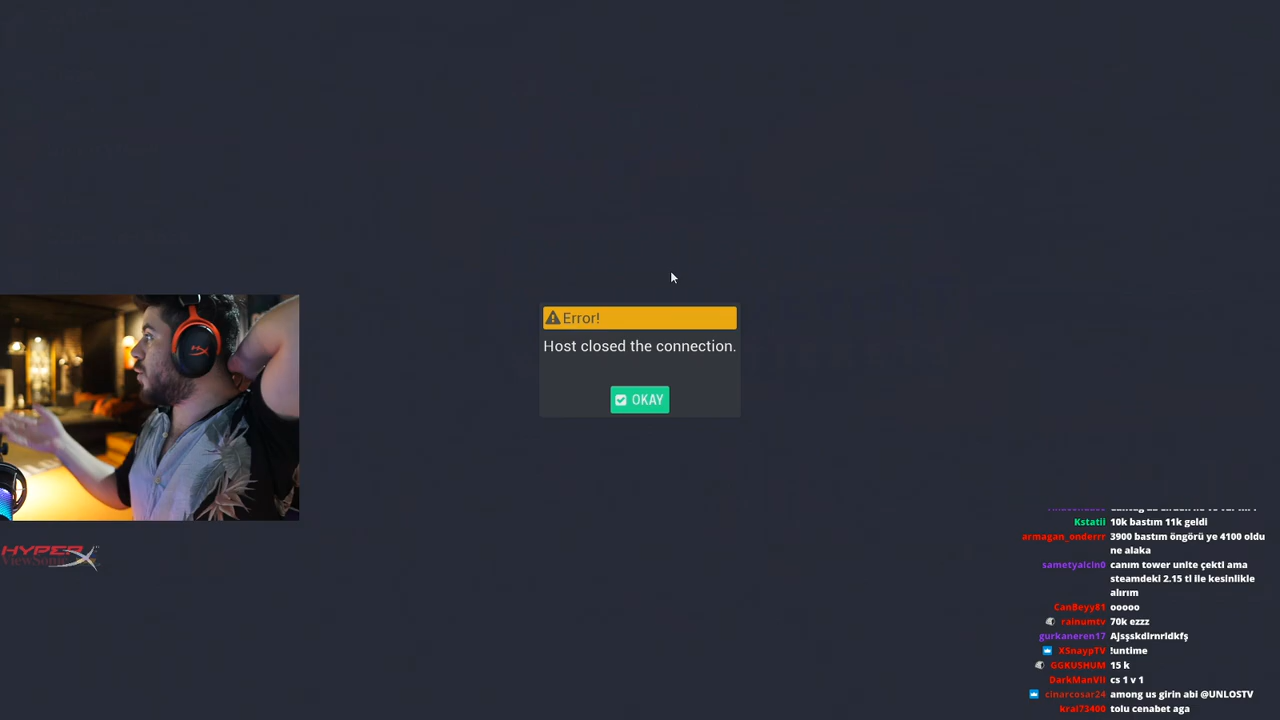 Error!
Host closed the connection.
OKAY
HYPERX
ViewSonic
Kstatii 10k bastım 11k geldi
armagan_onderrr 3900 bastım öngörü ye 4100 oldu
ne alaka
sametyalcin0 canım tower unite çekti ama
steamdeki 2.15 tl ile kesinlikle
alırım
CanBeyy81 ooooo
rainumtv 70k ezzz
gurkaneren17 Ajsşskdirnridkfş
XSnaypTV !untime
GGKUSHUM 15 k
DarkManVII cs 1 v 1
cinarcosar24 among us girin abi @UNLOSTV
kral73400 tolu cenabet aga